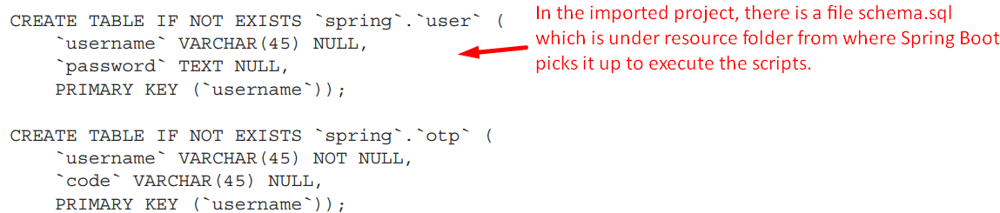 CREATE TABLE IF NOT EXISTS `spring`.`user` (
`username` VARCHAR(45) NULL,
`password` TEXT NULL,
PRIMARY KEY (`username`));
In the imported project, there is a file schema.sql
which is under resource folder from where Spring Boot
picks it up to execute the scripts.
CREATE TABLE IF NOT EXISTS `spring`.`otp` (
`username` VARCHAR(45) NOT NULL,
`code` VARCHAR(45) NULL,
PRIMARY KEY (`username`));